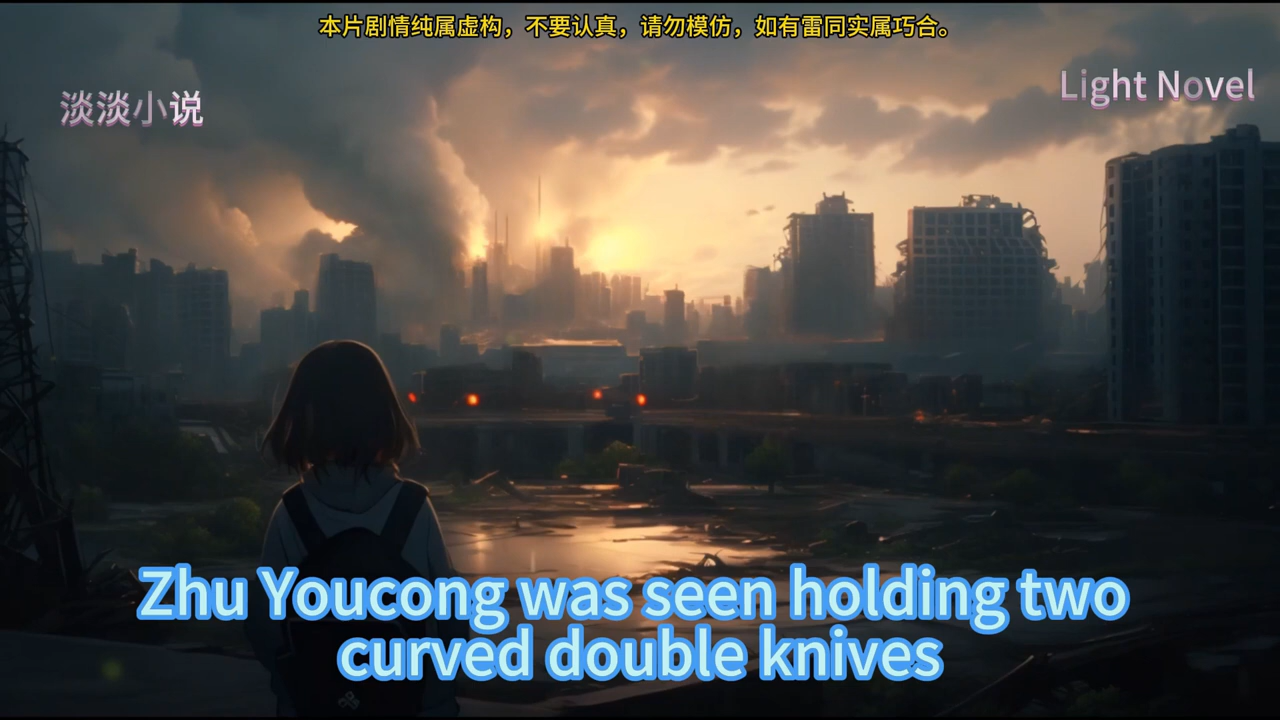 本片剧情纯属虚构，不要认真，请勿模仿，如有雷同实属巧合。
淡淡小说
Light Novel
Zhu Youcong was seen holding two
curved double knives